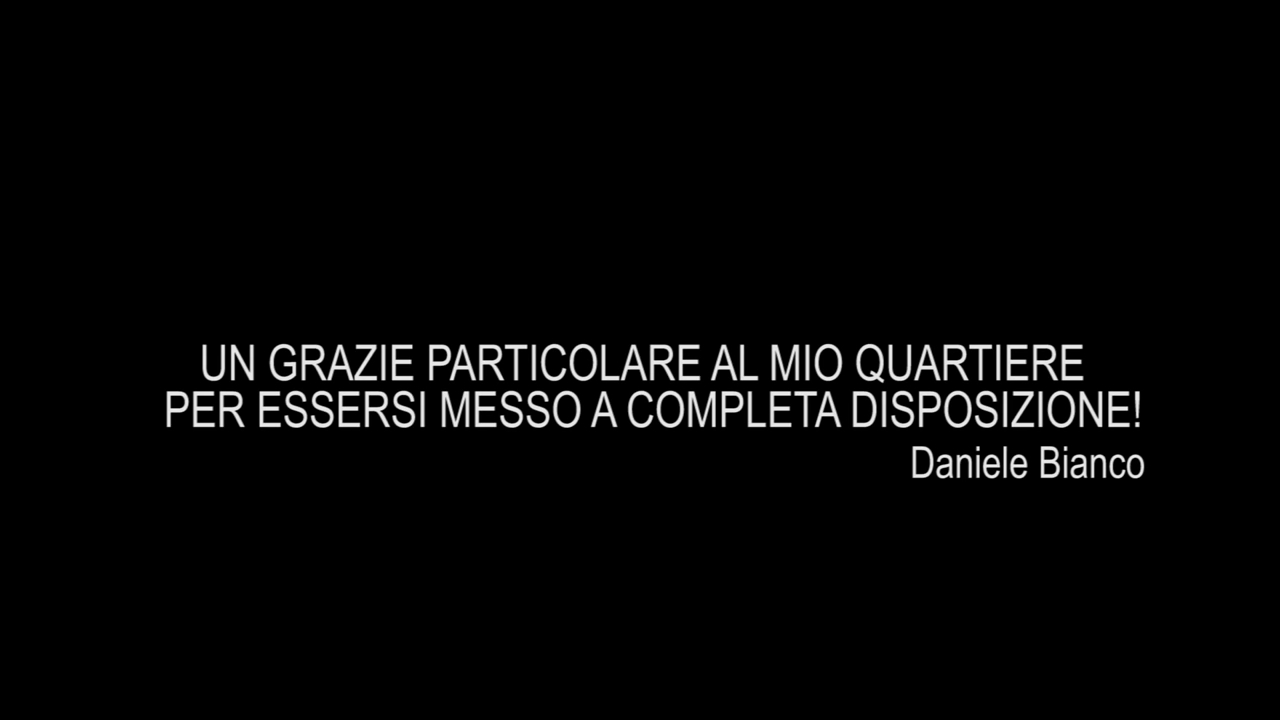 UN GRAZIE PARTICOLARE AL MIO QUARTIERE
PER ESSERSI MESSO A COMPLETA DISPOSIZIONE!
Daniele Bianco